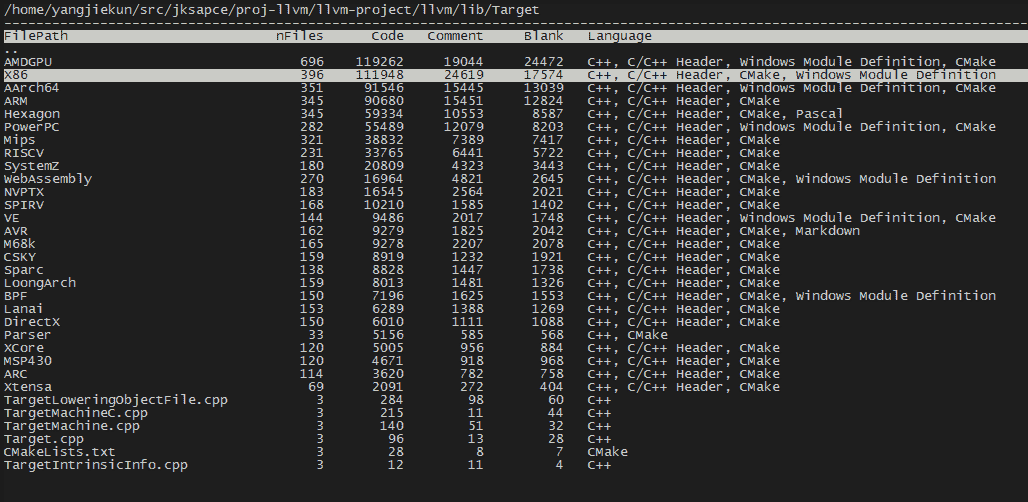 /home/yangjiekun/src/jksapce/proj-llvm/llvm-project/llvm/lib/Target
--------------------------------------------------------------------------------------------------------------------------------
FilePath nFiles Code Comment Blank Language
..
AMDGPU 696 119262 19044 24472 C++, C/C++ Header, Windows Module Definition, CMake
X86 396 111948 24619 17574 C++, C/C++ Header, CMake, Windows Module Definition
AArch64 351 91546 15445 13039 C++, C/C++ Header, Windows Module Definition, CMake
ARM 345 90680 15451 12824 C++, C/C++ Header, CMake
Hexagon 345 59334 10553 8587 C++, C/C++ Header, CMake, Pascal
PowerPC 282 55489 12079 8203 C++, C/C++ Header, Windows Module Definition, CMake
Mips 321 38832 7389 7417 C++, C/C++ Header, CMake
RISCV 231 33765 6441 5722 C++, C/C++ Header, CMake
SystemZ 180 20809 4323 3443 C++, C/C++ Header, CMake
WebAssembly 270 16964 4821 2645 C++, C/C++ Header, CMake, Windows Module Definition
NVPTX 183 16545 2564 2021 C++, C/C++ Header, CMake
SPIRV 168 10210 1585 1402 C++, C/C++ Header, CMake
VE 144 9486 2017 1748 C++, C/C++ Header, Windows Module Definition, CMake
AVR 162 9279 1825 2042 C++, C/C++ Header, CMake, Markdown
M68k 165 9278 2207 2078 C++, C/C++ Header, CMake
CSKY 159 8919 1232 1921 C++, C/C++ Header, CMake
Sparc 138 8828 1447 1738 C++, C/C++ Header, CMake
LoongArch 159 8013 1481 1326 C++, C/C++ Header, CMake
BPF 150 7196 1625 1553 C++, C/C++ Header, CMake, Windows Module Definition
Lanai 153 6289 1388 1269 C++, C/C++ Header, CMake
DirectX 150 6010 1111 1088 C++, C/C++ Header, CMake
Parser 33 5156 585 568 C++, CMake
XCore 120 5005 956 884 C++, C/C++ Header, CMake
MSP430 120 4671 918 968 C++, C/C++ Header, CMake
ARC 114 3620 782 758 C++, C/C++ Header, CMake
Xtensa 69 2091 272 404 C++, C/C++ Header, CMake
TargetLoweringObjectFile.cpp 3 284 98 60 C++
TargetMachineC.cpp 3 215 11 44 C++
TargetMachine.cpp 3 140 51 32 C++
Target.cpp 3 96 13 28 C++
CMakeLists.txt 3 28 8 7 CMake
TargetIntrinsicInfo.cpp 3 12 11 4 C++